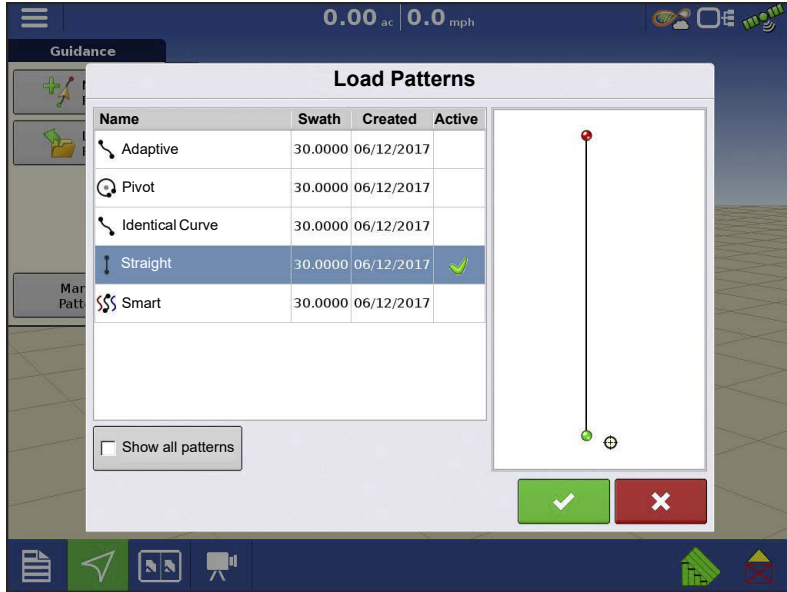 0.00 ac 0.0 mph
Guidance
Load Patterns
Name Swath Created Active
Adaptive 30.0000 06/12/2017
Pivot 30.0000 06/12/2017
Identical Curve 30.0000 06/12/2017
Straight 30.0000 06/12/2017
Smart 30.0000 06/12/2017
Mar
Patt
Show all patterns